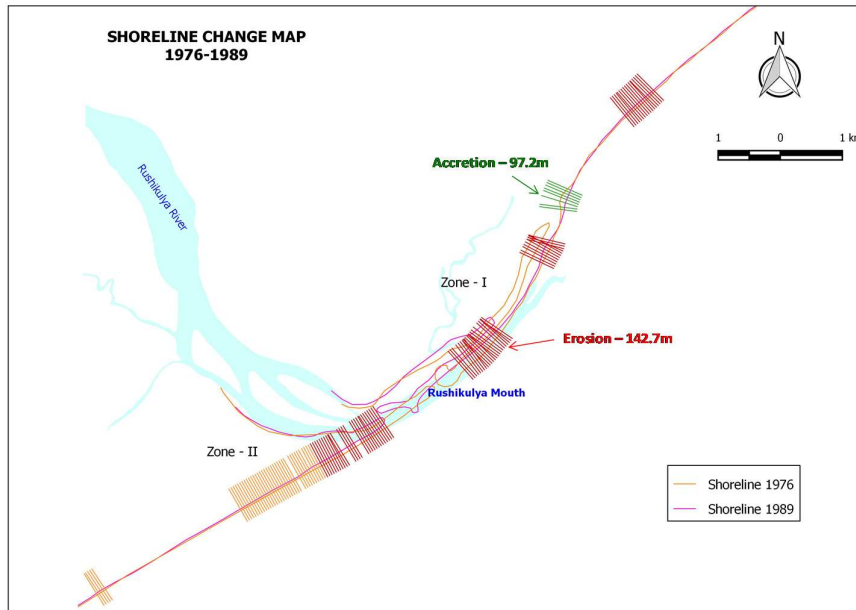 SHORELINE CHANGE MAP
1976-1989
N
1 0 1 km
Accretion – 97.2m
Rushikulya River
Zone - I
Erosion – 142.7m
Rushikulya Mouth
Zone - II
Shoreline 1976
Shoreline 1989